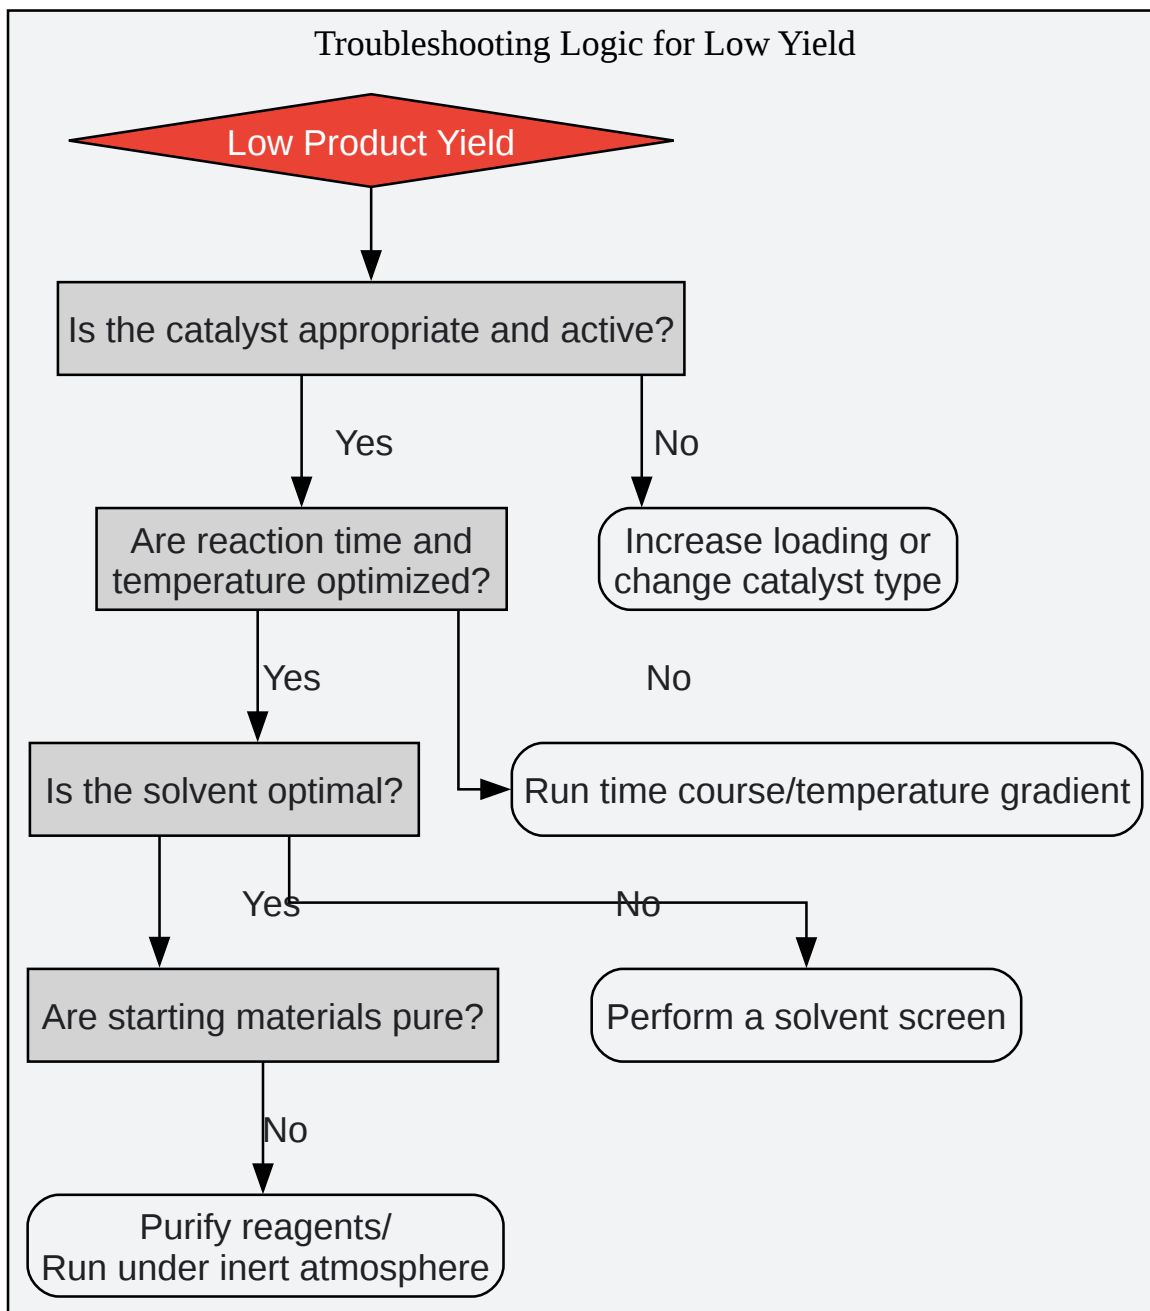 Troubleshooting Logic for Low Yield
Low Product Yield
Is the catalyst appropriate and active?
Yes
No
Are reaction time and
temperature optimized?
Increase loading or
change catalyst type
Yes
No
Is the solvent optimal?
Run time course/temperature gradient
Yes
No
Are starting materials pure?
Perform a solvent screen
No
Purify reagents/
Run under inert atmosphere